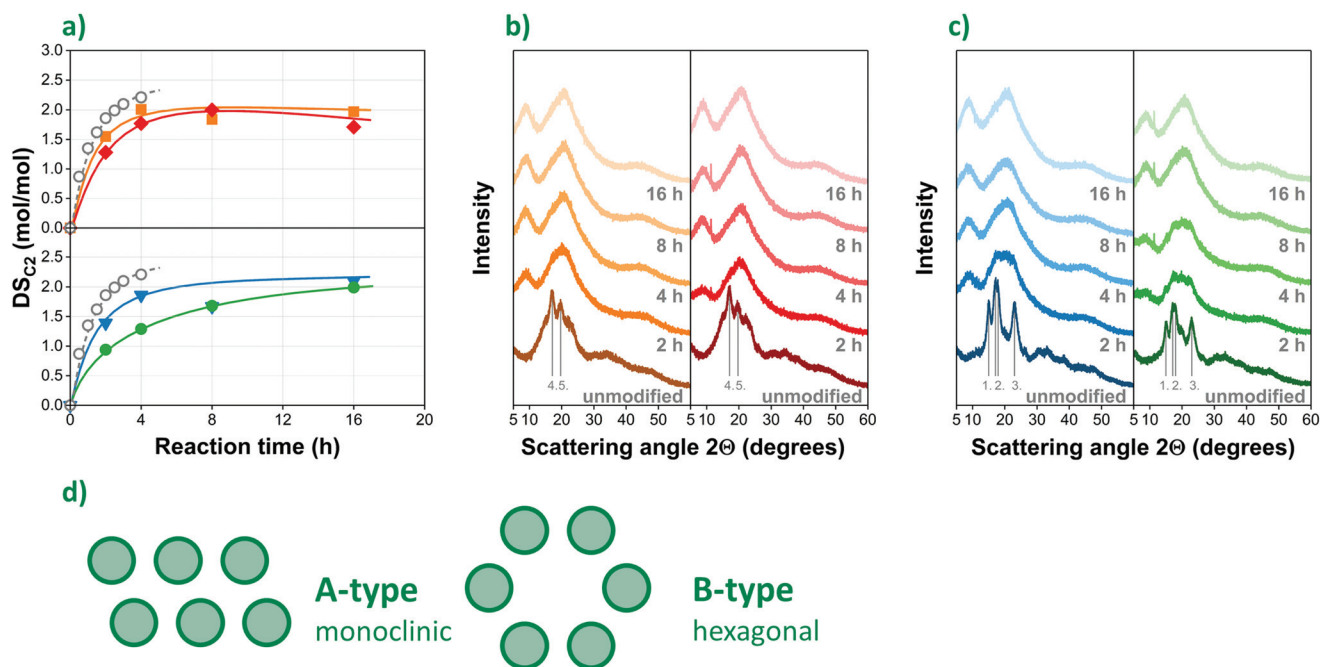 a)
3.0
2.5
2.0
1.5
1.0
0.5
0.0
2.5
2.0
1.5
1.0
0.5
0.0
DS_C2 (mol/mol)
0 4 8 12 16 20
Reaction time (h)
b)
Intensity
16 h
8 h
4 h
2 h
4.5.
unmodified
16 h
8 h
4 h
2 h
4.5.
unmodified
5 10 20 30 40 50 5 10 20 30 40 50 60
Scattering angle 2Θ (degrees)
c)
Intensity
16 h
8 h
4 h
2 h
1. 2. 3.
unmodified
16 h
8 h
4 h
2 h
1. 2. 3.
unmodified
5 10 20 30 40 50 5 10 20 30 40 50 60
Scattering angle 2Θ (degrees)
d)
A-type
monoclinic
B-type
hexagonal